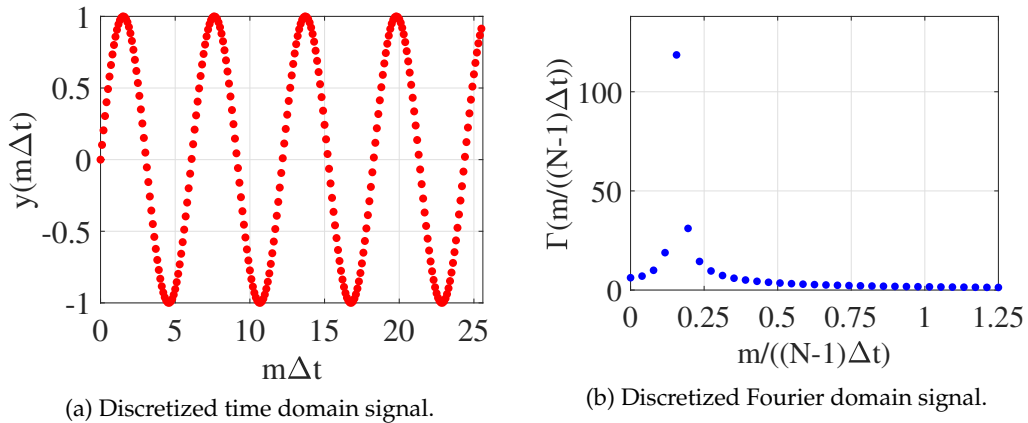 1
0.5
0
-0.5
-1
y(mΔt)
0 5 10 15 20 25
mΔt
(a) Discretized time domain signal.
100
50
0
Γ(m/((N-1)Δt))
0 0.25 0.5 0.75 1 1.25
m/((N-1)Δt)
(b) Discretized Fourier domain signal.